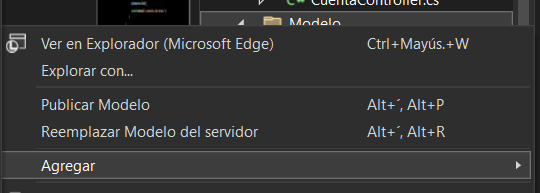 CuentaController.cs
Modelo
Ver en Explorador (Microsoft Edge) Ctrl+Mayús.+W
Explorar con...
Publicar Modelo Alt+´, Alt+P
Reemplazar Modelo del servidor Alt+´, Alt+R
Agregar